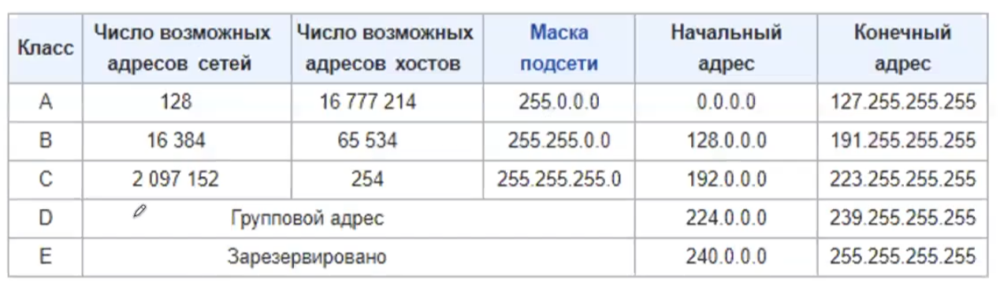 Класс Число возможных адресов сетей Число возможных адресов хостов Маска подсети Начальный адрес Конечный адрес
A 128 16 777 214 255.0.0.0 0.0.0.0 127.255.255.255
B 16 384 65 534 255.255.0.0 128.0.0.0 191.255.255.255
C 2 097 152 254 255.255.255.0 192.0.0.0 223.255.255.255
D Групповой адрес 224.0.0.0 239.255.255.255
E Зарезервировано 240.0.0.0 255.255.255.255